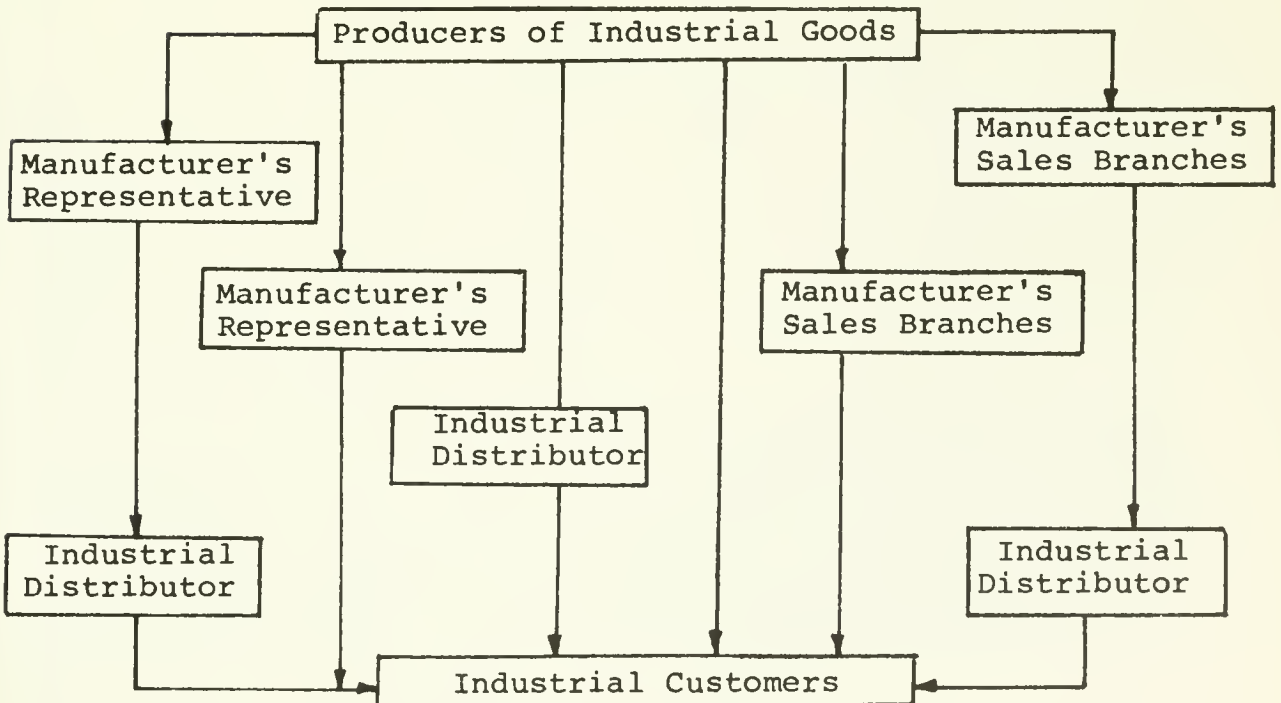 Producers of Industrial Goods
Manufacturer's
Representative
Manufacturer's
Sales Branches
Manufacturer's
Representative
Manufacturer's
Sales Branches
Industrial
Distributor
Industrial
Distributor
Industrial
Distributor
Industrial Customers